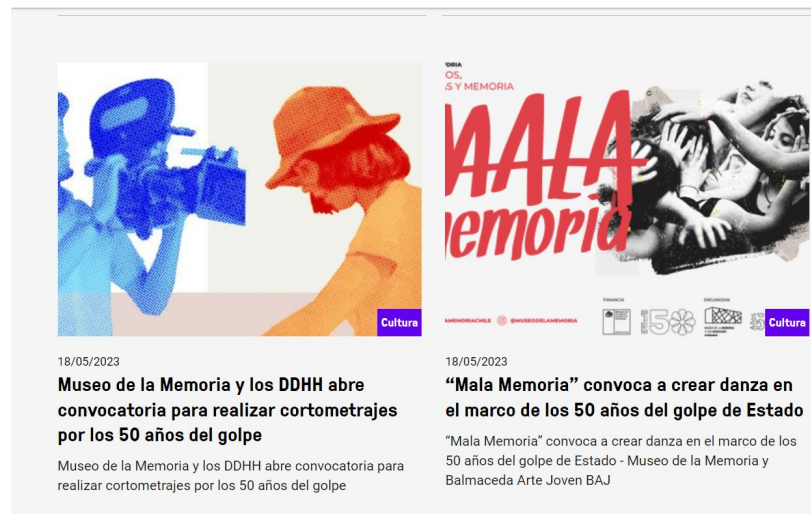 Cultura
18/05/2023
Museo de la Memoria y los DDHH abre
convocatoria para realizar cortometrajes
por los 50 años del golpe
Museo de la Memoria y los DDHH abre convocatoria para
realizar cortometrajes por los 50 años del golpe
ORIA
OS,
S Y MEMORIA
MALA
memoria
AMEMORIACHILE
@MUSEODELAMEMORIA
FINANCIA
ORGANIZAN
50
Cultura
18/05/2023
“Mala Memoria” convoca a crear danza en
el marco de los 50 años del golpe de Estado
“Mala Memoria” convoca a crear danza en el marco de los
50 años del golpe de Estado - Museo de la Memoria y
Balmaceda Arte Joven BAJ